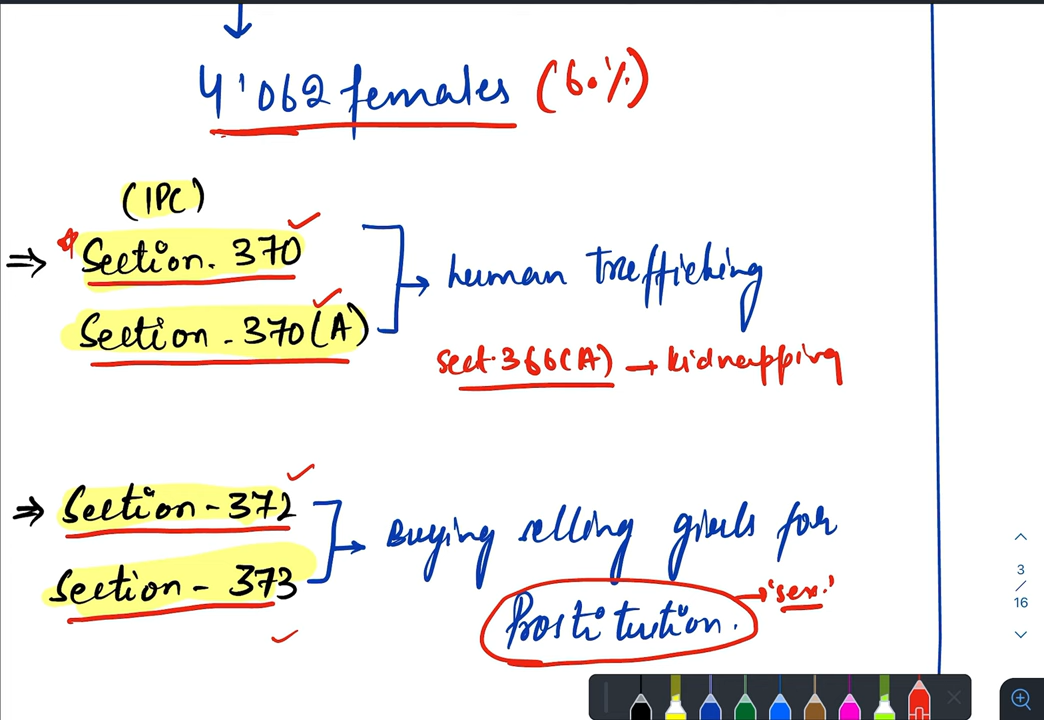 4'062 females (60%)
(IPC)
Section. 370
Section - 370(A)
human trafficking
sect. 366(A) → kidnapping
Section - 372
Section - 373
Buying selling girls for
Prostitution. → 'sex.'
3
/
16